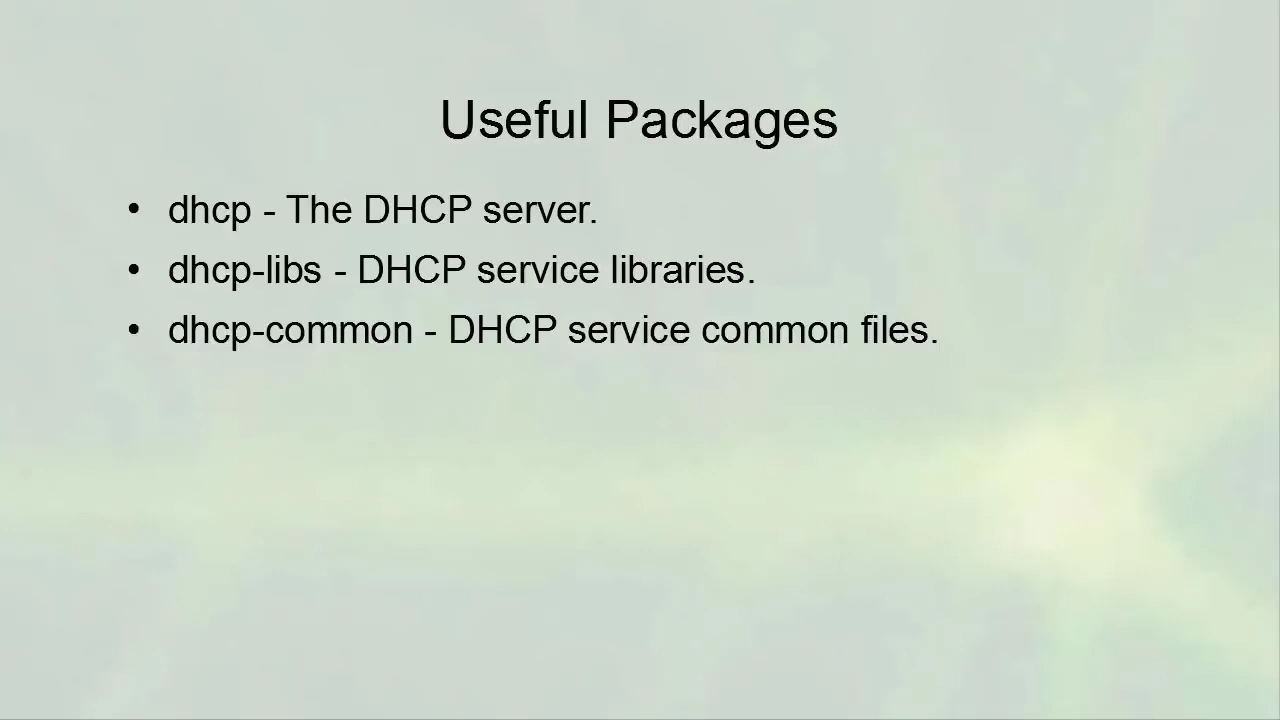 Useful Packages
• dhcp - The DHCP server.
• dhcp-libs - DHCP service libraries.
• dhcp-common - DHCP service common files.